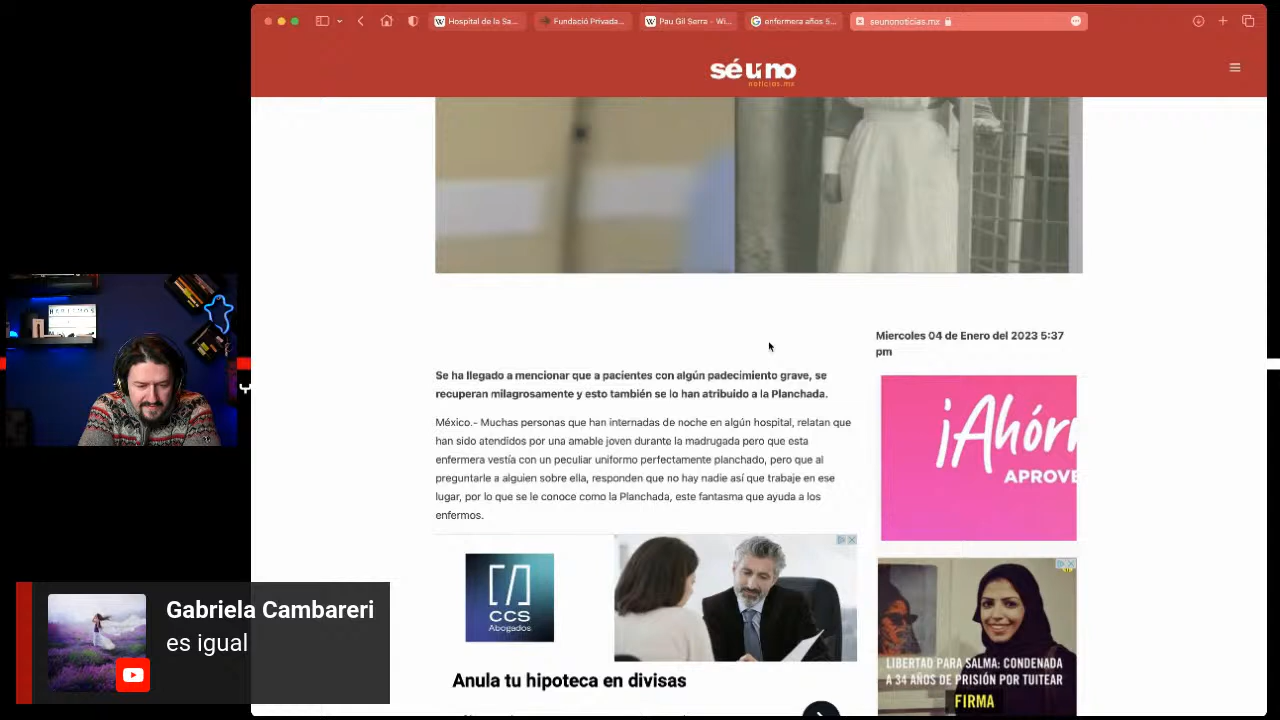 Hospital de la Sa...
Fundació Privada...
Pau Gil Serra – Wi...
enfermera años 5...
seunonoticias.mx
sé uno
noticias.mx
Miercoles 04 de Enero del 2023 5:37
pm
Se ha llegado a mencionar que a pacientes con algún padecimiento grave, se
recuperan milagrosamente y esto también se lo han atribuido a la Planchada.
México.- Muchas personas que han internadas de noche en algún hospital, relatan que
han sido atendidos por una amable joven durante la madrugada pero que esta
enfermera vestía con un peculiar uniformo perfectamente planchado, pero que al
preguntarle a alguien sobre ella, responden que no hay nadie así que trabaje en ese
lugar, por lo que se le conoce como la Planchada, este fantasma que ayuda a los
enfermos.
¡Ahórr
APROVE
CCS
Abogados
Anula tu hipoteca en divisas
LIBERTAD PARA SALMA: CONDENADA
A 34 AÑOS DE PRISIÓN POR TUITEAR
FIRMA
Gabriela Cambareri
es igual